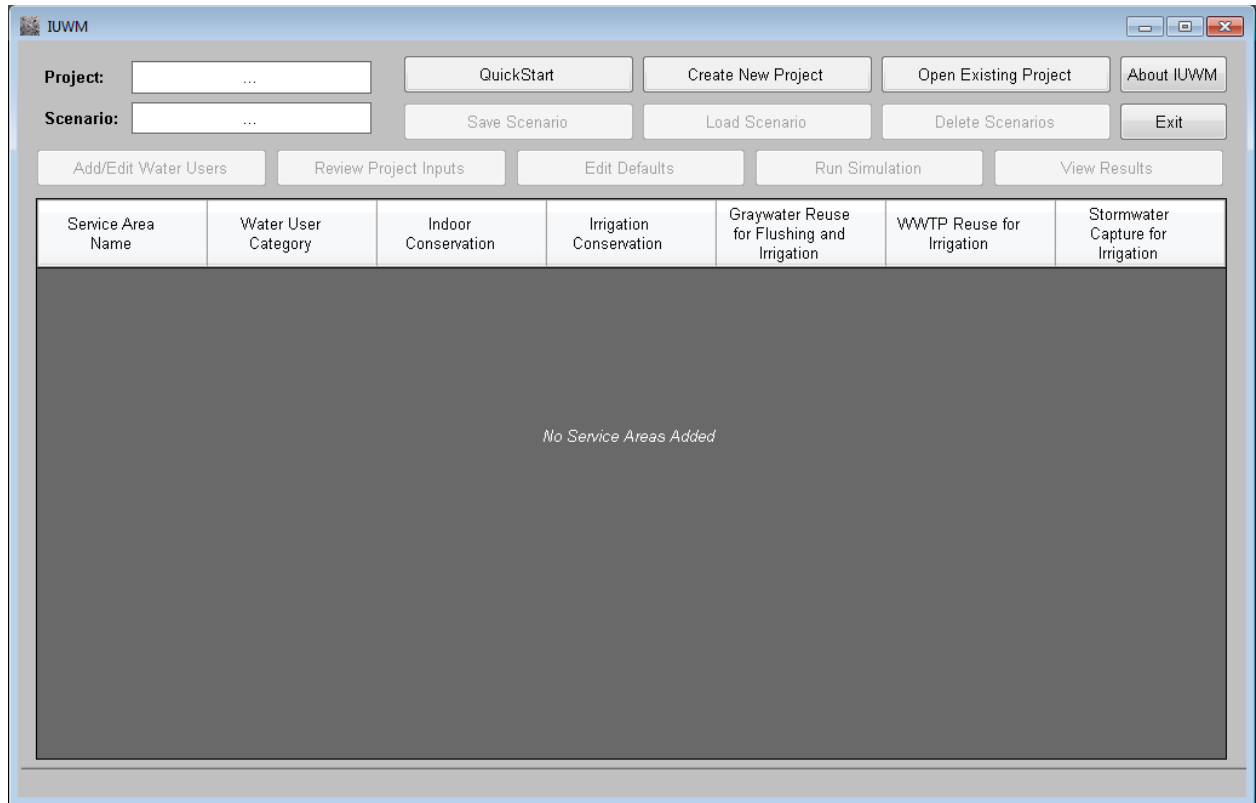 IUWM
Project: ... QuickStart Create New Project Open Existing Project About IUWM
Scenario: ... Save Scenario Load Scenario Delete Scenarios Exit
Add/Edit Water Users Review Project Inputs Edit Defaults Run Simulation View Results
Service Area
Name
Water User
Category
Indoor
Conservation
Irrigation
Conservation
Graywater Reuse
for Flushing and
Irrigation
WWTP Reuse for
Irrigation
Stormwater
Capture for
Irrigation
No Service Areas Added